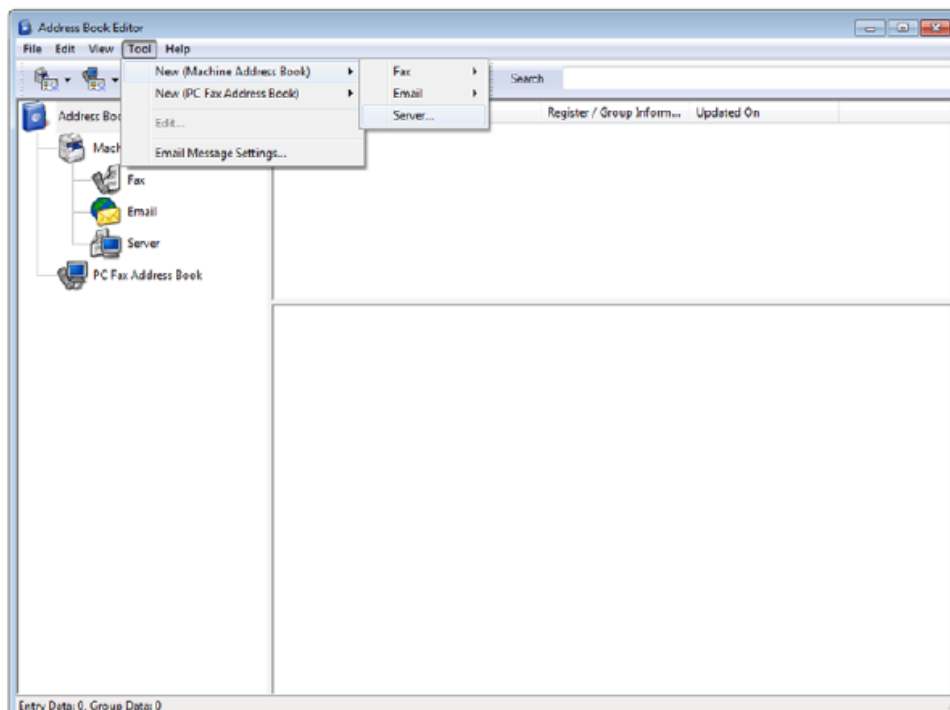 Address Book Editor
File Edit View Tool Help
New (Machine Address Book) Fax Search
New (PC Fax Address Book) Email
Address Boo Server... Register / Group Inform... Updated On
Edit...
Mach
Email Message Settings...
Fax
Email
Server
PC Fax Address Book
Entry Data: 0, Group Data: 0